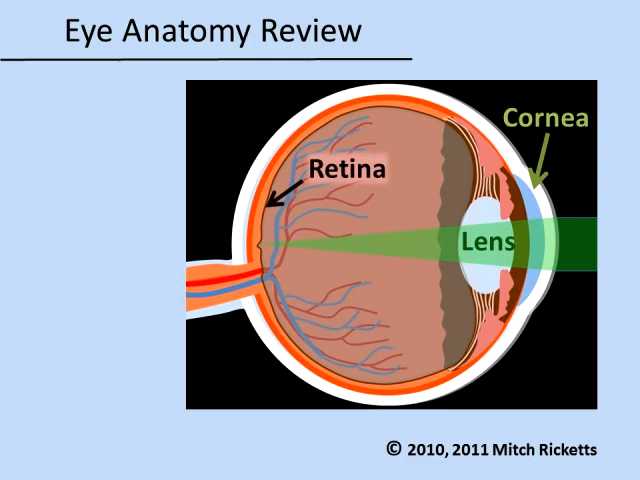 Eye Anatomy Review
Cornea
Retina
Lens
© 2010, 2011 Mitch Ricketts